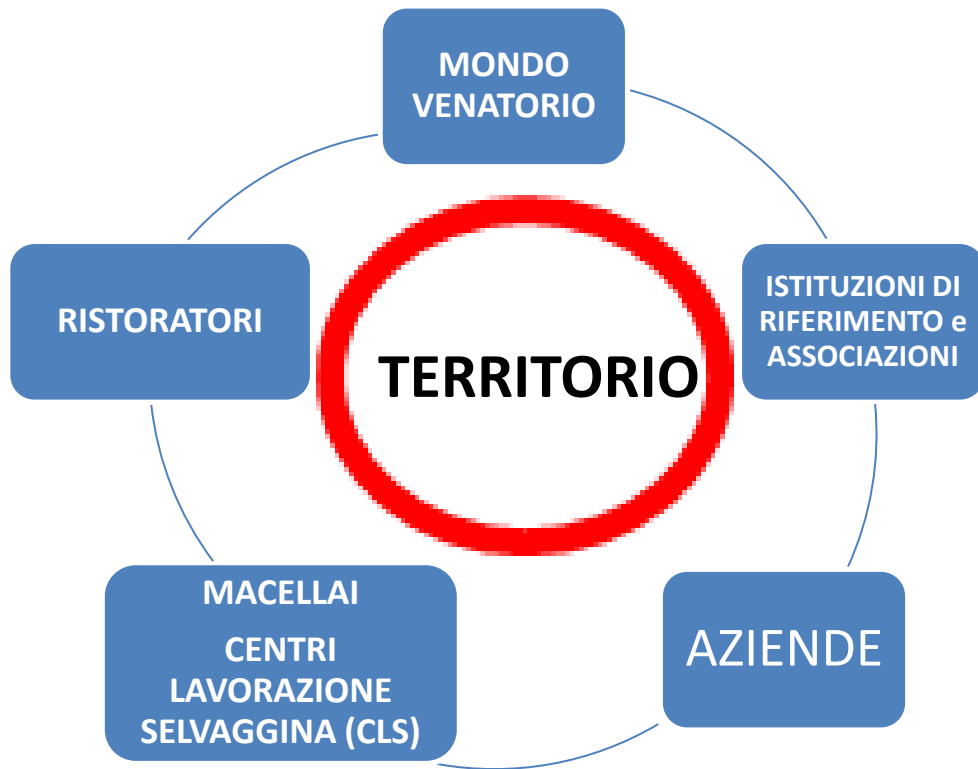 MONDO
VENATORIO
ISTITUZIONI DI
RIFERIMENTO e
ASSOCIAZIONI
RISTORATORI
TERRITORIO
MACELLAI
CENTRI
LAVORAZIONE
SELVAGGINA (CLS)
AZIENDE